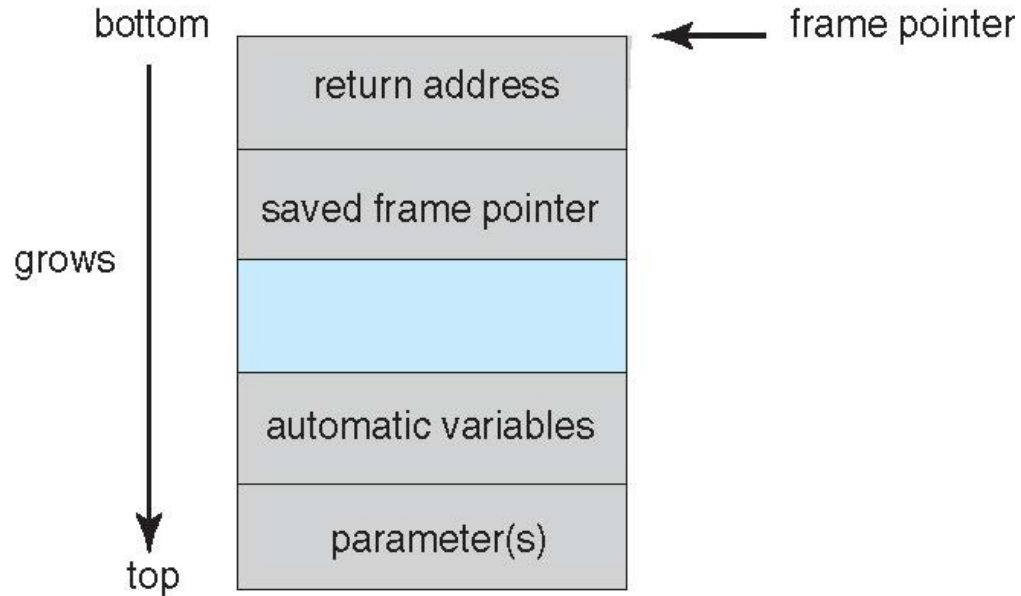 bottom
frame pointer
return address
saved frame pointer
grows
automatic variables
parameter(s)
top